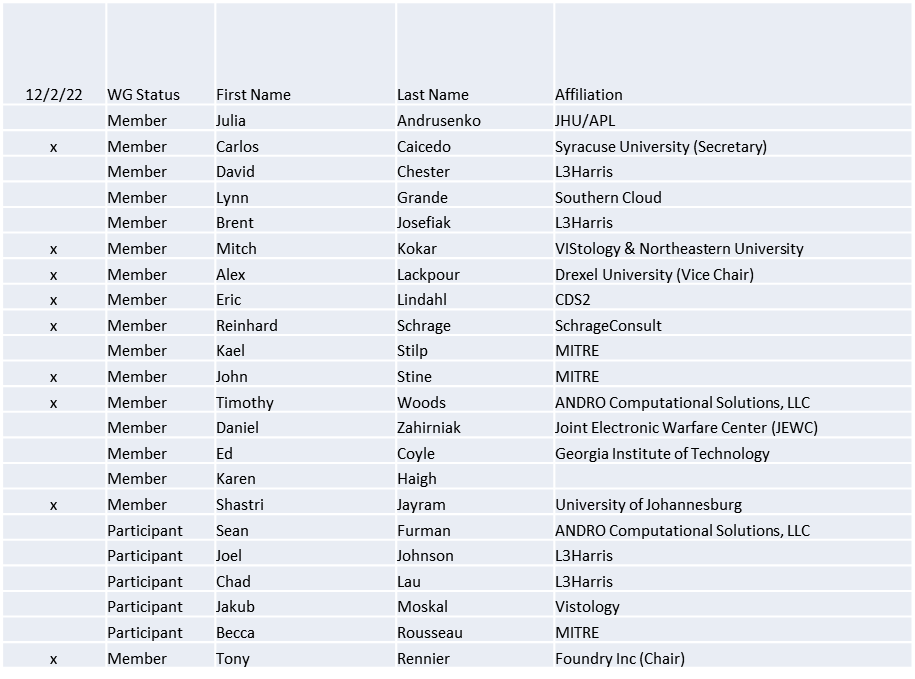 12/2/22 WG Status First Name Last Name Affiliation
Member Julia Andrusenko JHU/APL
x Member Carlos Caicedo Syracuse University (Secretary)
Member David Chester L3Harris
Member Lynn Grande Southern Cloud
Member Brent Josefiak L3Harris
x Member Mitch Kokar VIStology & Northeastern University
x Member Alex Lackpour Drexel University (Vice Chair)
x Member Eric Lindahl CDS2
x Member Reinhard Schrage SchrageConsult
Member Kael Stilp MITRE
x Member John Stine MITRE
x Member Timothy Woods ANDRO Computational Solutions, LLC
Member Daniel Zahirniak Joint Electronic Warfare Center (JEWC)
Member Ed Coyle Georgia Institute of Technology
Member Karen Haigh
x Member Shastri Jayram University of Johannesburg
Participant Sean Furman ANDRO Computational Solutions, LLC
Participant Joel Johnson L3Harris
Participant Chad Lau L3Harris
Participant Jakub Moskal Vistology
Participant Becca Rousseau MITRE
x Member Tony Rennier Foundry Inc (Chair)